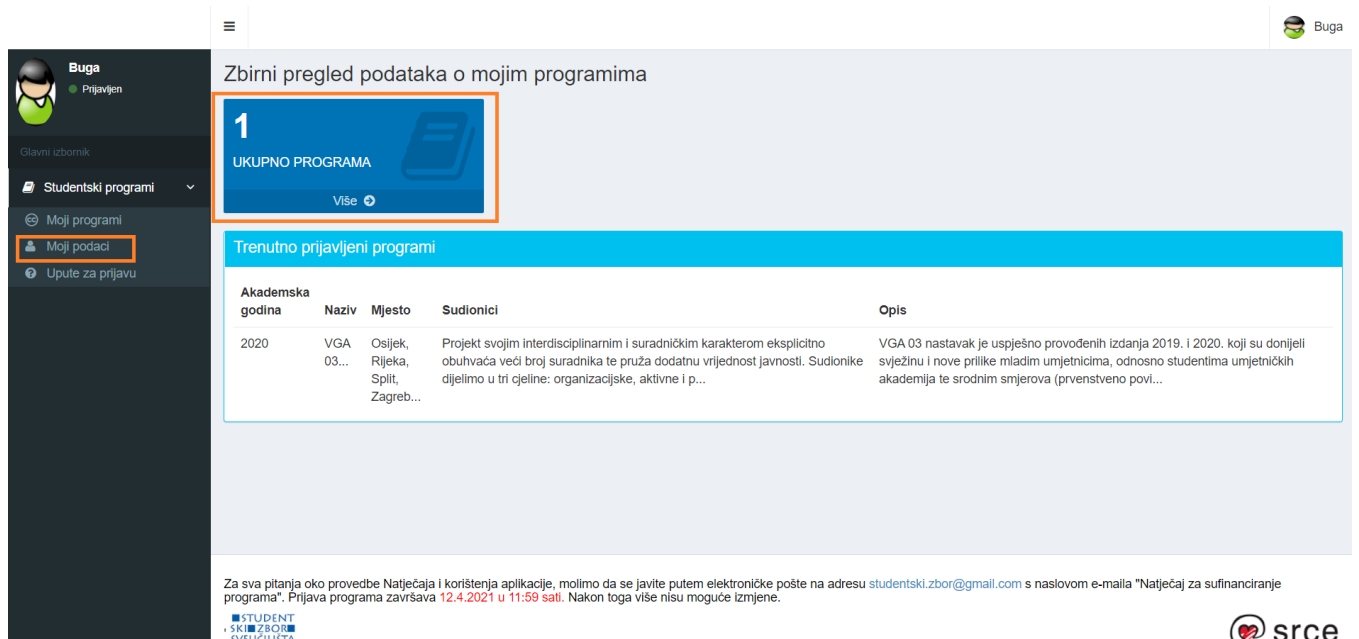 Buga
Buga
Prijavljen
Glavni izbornik
Studentski programi
Moji programi
Moji podaci
Upute za prijavu
Zbirni pregled podataka o mojim programima
1
UKUPNO PROGRAMA
Više
Trenutno prijavljeni programi
Akademska godina Naziv Mjesto Sudionici Opis
2020 VGA Osijek, Projekt svojim interdisciplinarnim i suradničkim karakterom eksplicitno VGA 03 nastavak je uspješno provođenih izdanja 2019. i 2020. koji su donijeli
03... Rijeka, obuhvaća veći broj suradnika te pruža dodatnu vrijednost javnosti. Sudionike svježinu i nove prilike mladim umjetnicima, odnosno studentima umjetničkih
Split, dijelimo u tri cjeline: organizacijske, aktivne i p... akademija te srodnim smjerova (prvenstveno povi...
Zagreb...
Za sva pitanja oko provedbe Natječaja i korištenja aplikacije, molimo da se javite putem elektroničke pošte na adresu studentski.zbor@gmail.com s naslovom e-maila "Natječaj za sufinanciranje
programa". Prijava programa završava 12.4.2021 u 11:59 sati. Nakon toga više nisu moguće izmjene.
STUDENT
SKI ZBOR
SVEUČILIŠTA
srce